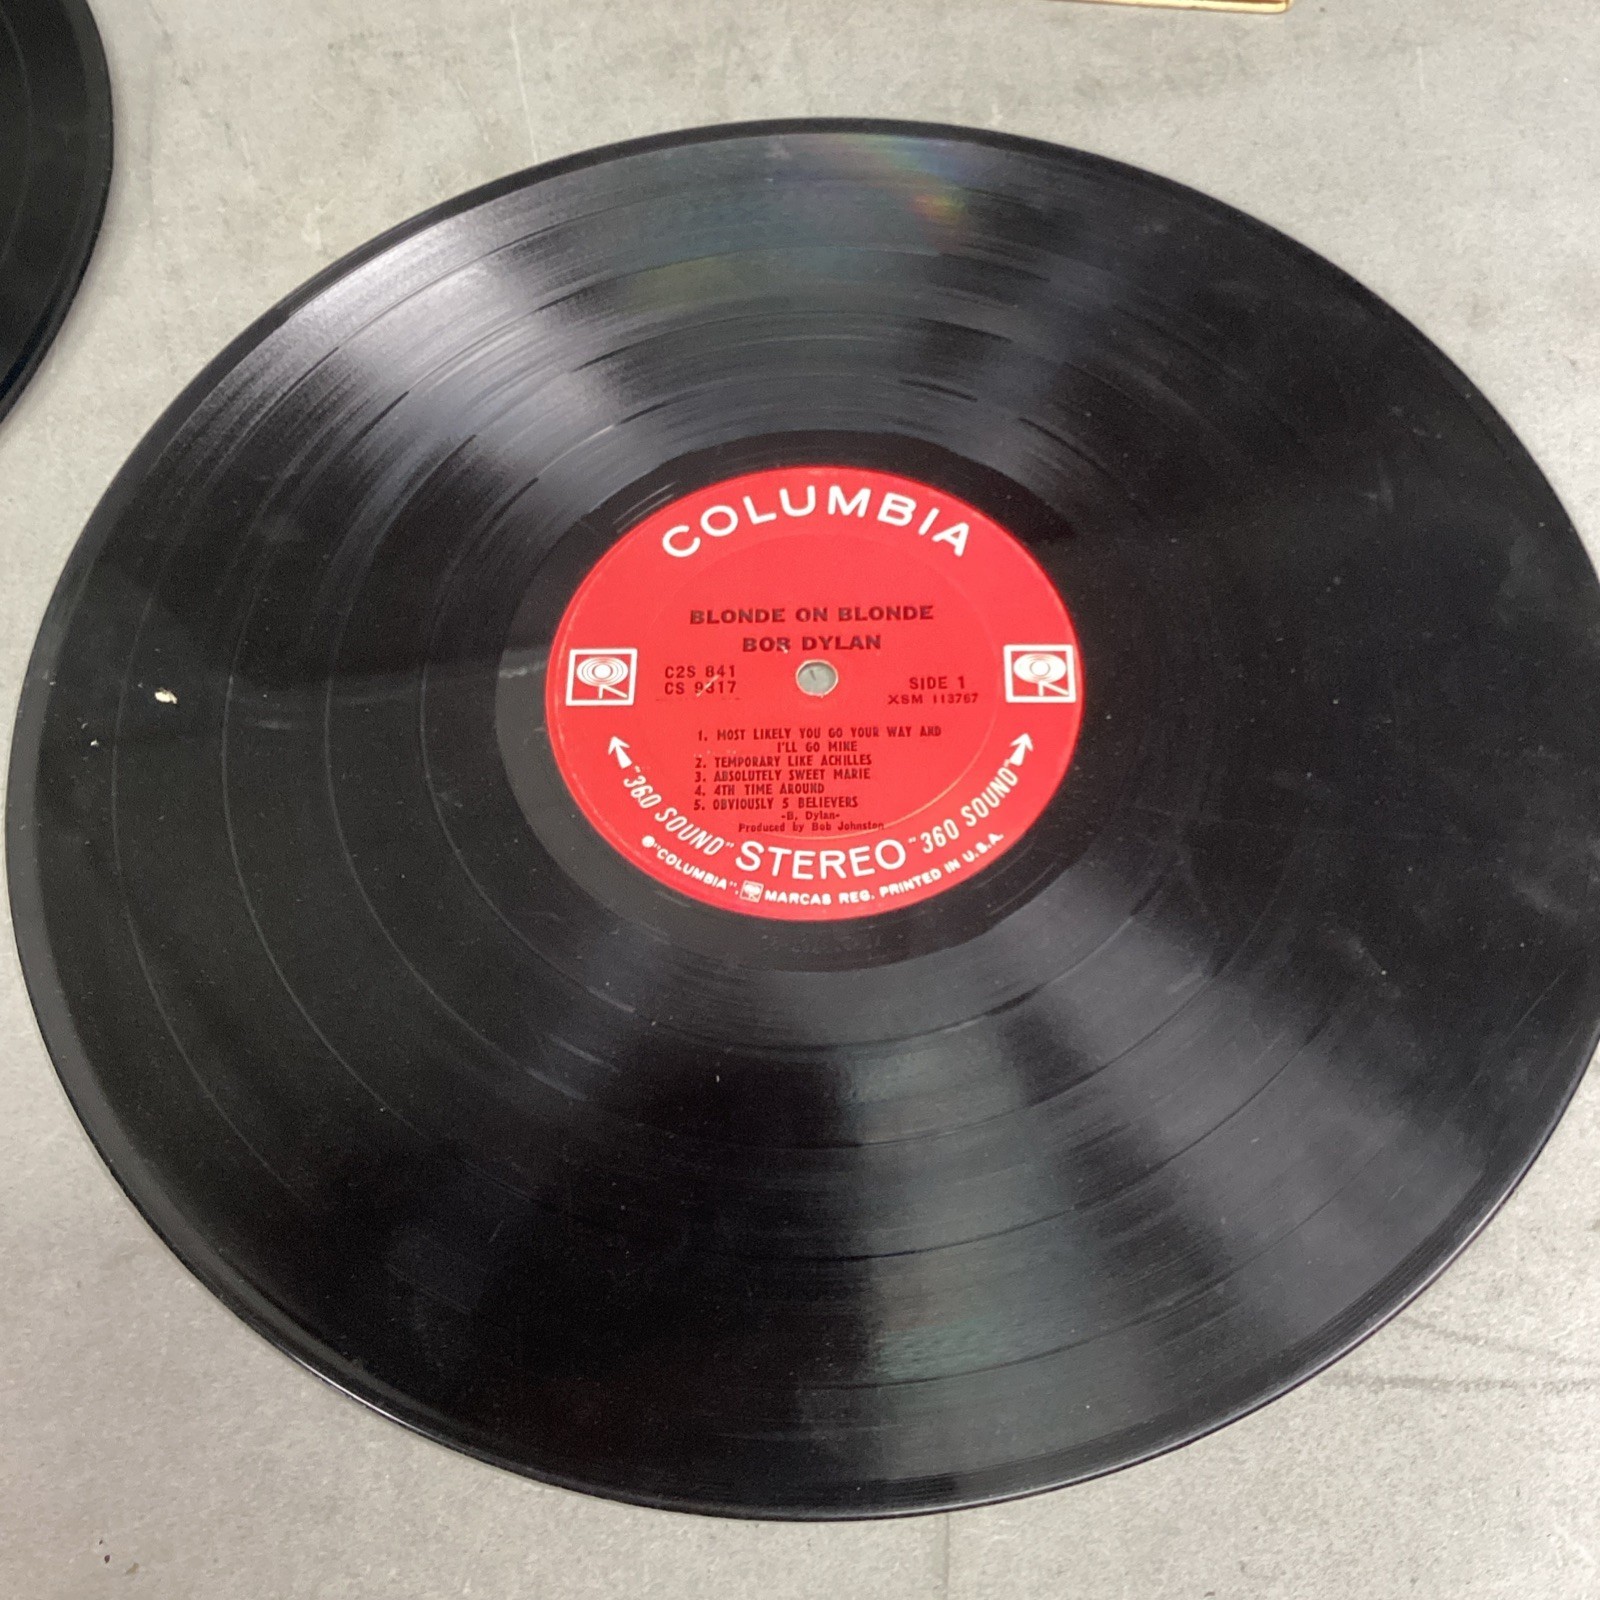 COLUMBIA
BLONDE ON BLONDE
BOB DYLAN
C2S 841
CS 9317
SIDE 1
XSM 113767
1. MOST LIKELY YOU GO YOUR WAY AND
I'LL GO MINE
2. TEMPORARY LIKE ACHILLES
3. ABSOLUTELY SWEET MARIE
4. 4TH TIME AROUND
5. OBVIOUSLY 5 BELIEVERS
-B. Dylan-
Produced by Bob Johnston
"360 SOUND" STEREO "360 SOUND"
® "COLUMBIA", MARCAS REG. PRINTED IN U.S.A.